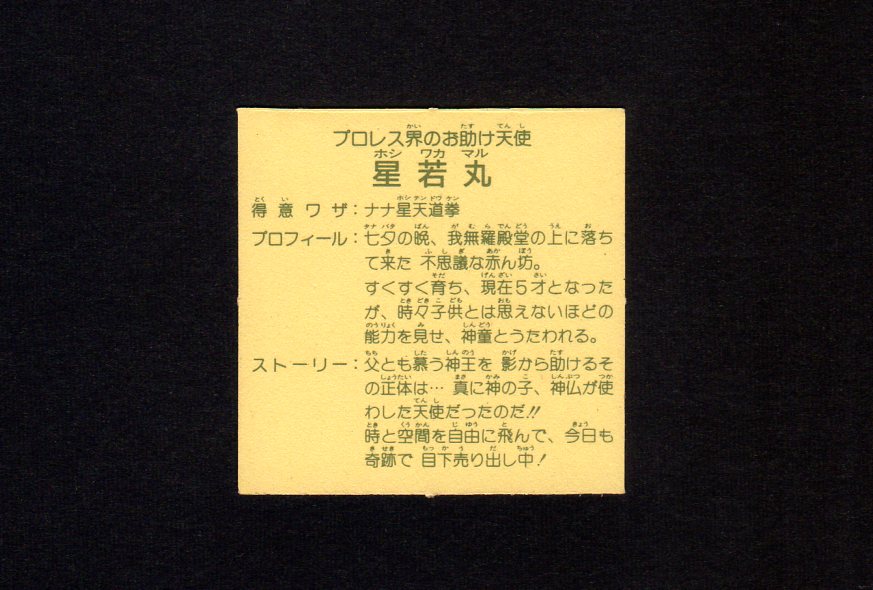 プロレス界のお助け天使
星若丸
得意ワザ：ナナ星天道拳
プロフィール：七夕の晩、我無羅殿堂の上に落ち
て来た 不思議な赤ん坊。
すくすく育ち、現在5才となった
が、時々子供とは思えないほどの
能力を見せ、神童とうたわれる。
ストーリー：父とも慕う神王を 影から助けるそ
の正体は… 真に神の子、神仏が使
わした天使だったのだ!!
時と空間を自由に飛んで、今日も
奇跡で 目下売り出し中！